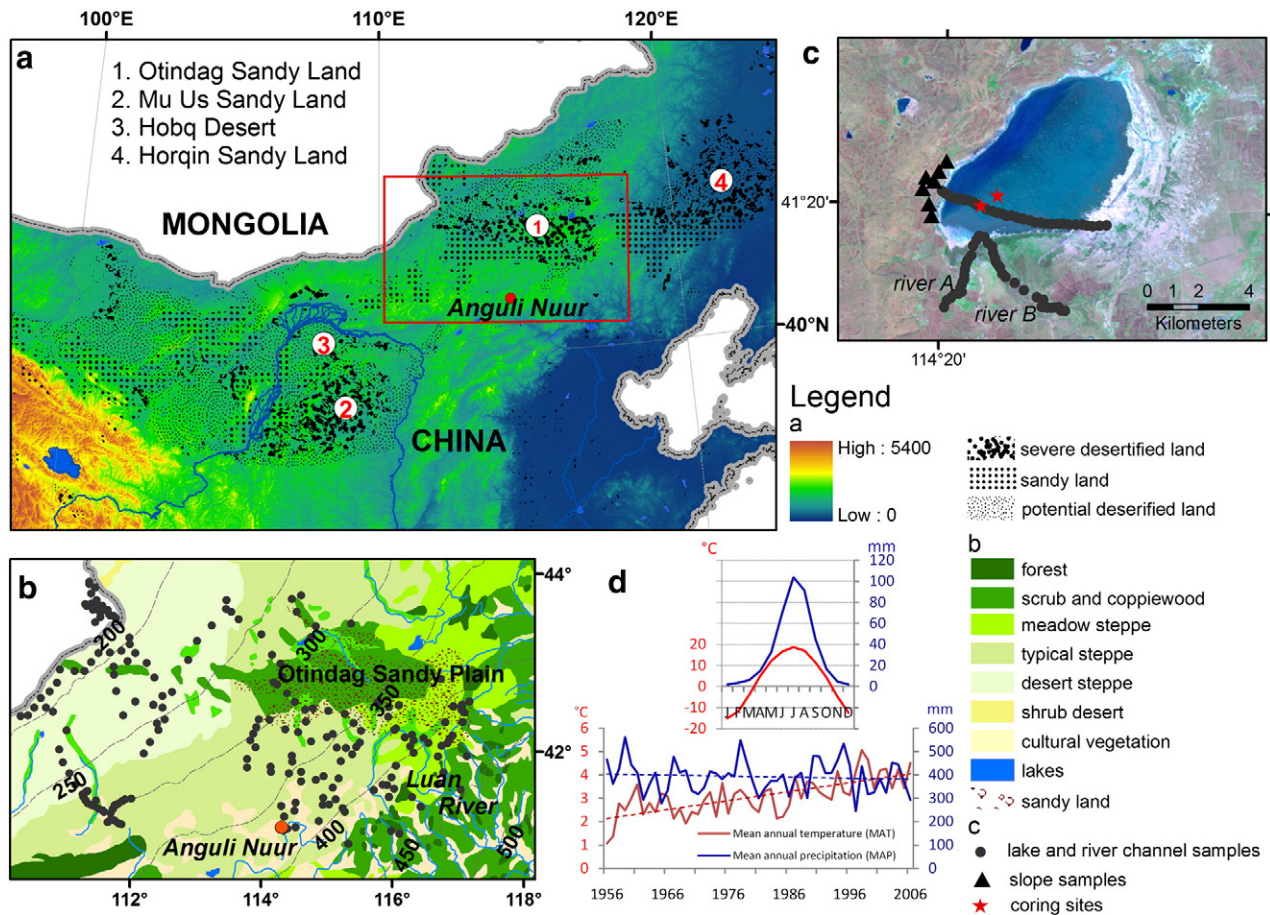 100°E
110°E
120°E
a
1. Otindag Sandy Land
2. Mu Us Sandy Land
3. Hobq Desert
4. Horqin Sandy Land
MONGOLIA
CHINA
1
2
3
4
Anguli Nuur
40°N
c
41°20'
114°20'
river A
river B
0 1 2 4
Kilometers
Legend
a
High : 5400
Low : 0
severe desertified land
sandy land
potential deserified land
b
forest
scrub and coppiewood
meadow steppe
typical steppe
desert steppe
shrub desert
cultural vegetation
lakes
sandy land
c
lake and river channel samples
slope samples
coring sites
b
44°
42°
112
114
116
118°
200
250
300
350
400
450
500
Otindag Sandy Plain
Luan
River
Anguli Nuur
d
°C
mm
120
100
80
60
40
20
0
20
10
0
-10
-20
J F M A M J J A S O N D
°C
mm
6
5
4
3
2
1
0
600
500
400
300
200
100
0
Mean annual temperature (MAT)
Mean annual precipitation (MAP)
1956 1966 1976 1986 1996 2006